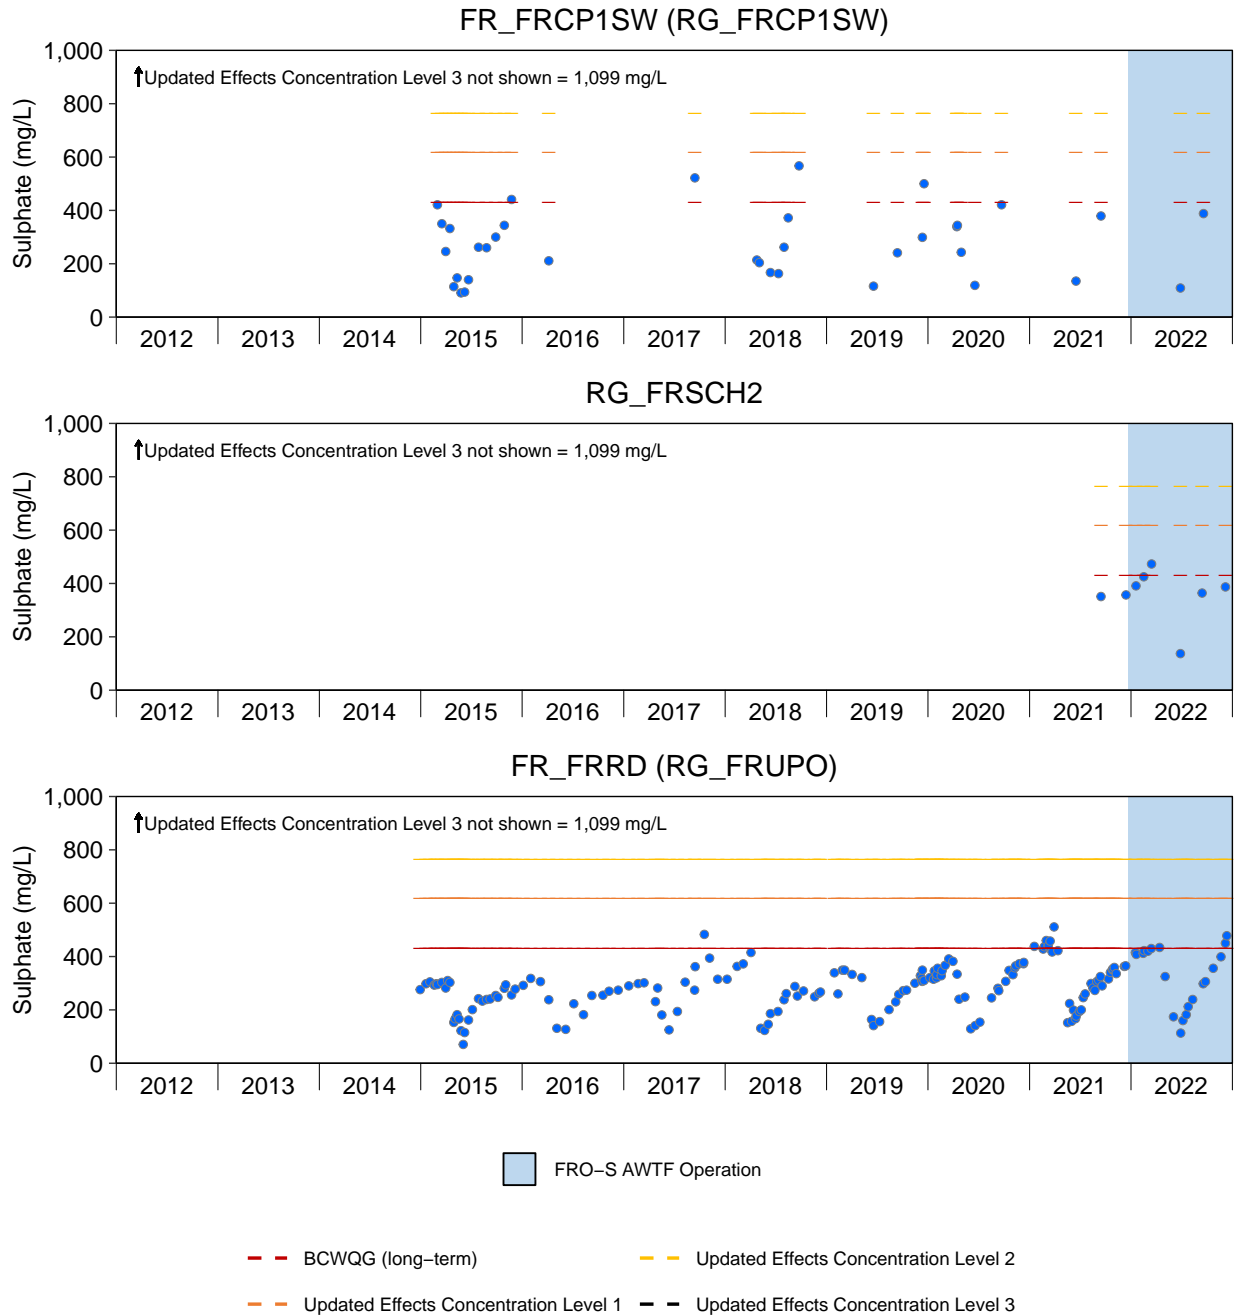 FR_FRCP1SW (RG_FRCP1SW)
Sulphate (mg/L)
1,000
800
600
400
200
0
Updated Effects Concentration Level 3 not shown = 1,099 mg/L
2012 2013 2014 2015 2016 2017 2018 2019 2020 2021 2022
RG_FRSCH2
Sulphate (mg/L)
1,000
800
600
400
200
0
Updated Effects Concentration Level 3 not shown = 1,099 mg/L
2012 2013 2014 2015 2016 2017 2018 2019 2020 2021 2022
FR_FRRD (RG_FRUPO)
Sulphate (mg/L)
1,000
800
600
400
200
0
Updated Effects Concentration Level 3 not shown = 1,099 mg/L
2012 2013 2014 2015 2016 2017 2018 2019 2020 2021 2022
FRO−S AWTF Operation
BCWQG (long−term)
Updated Effects Concentration Level 2
Updated Effects Concentration Level 1
Updated Effects Concentration Level 3